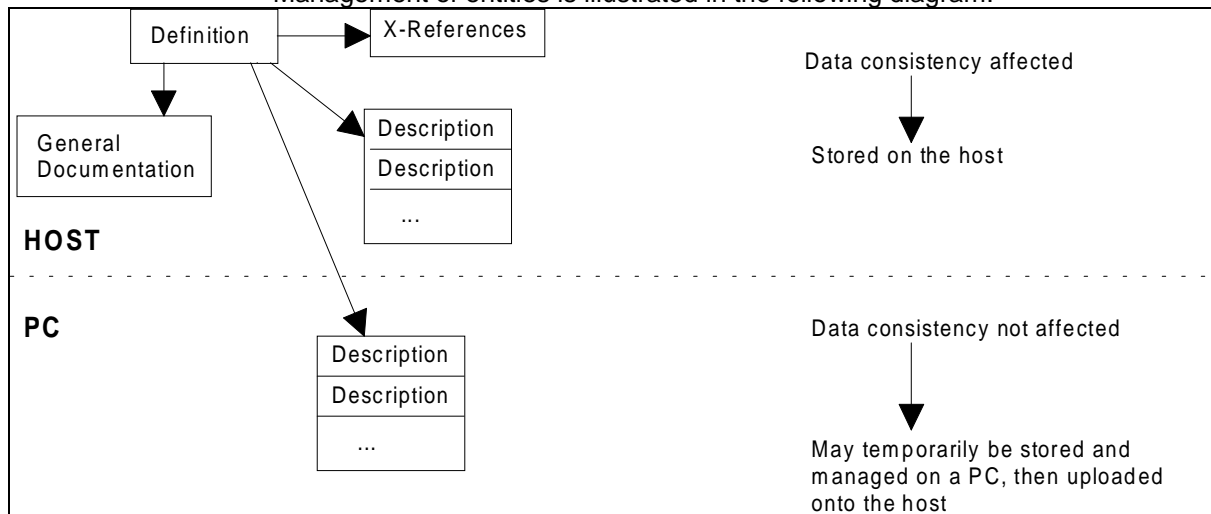 Management of entities is illustrated in the following diagram:
Definition
X-References
General
Documentation
Description
Description
...
HOST
Data consistency affected
Stored on the host
PC
Description
Description
...
Data consistency not affected
May temporarily be stored and
managed on a PC, then uploaded
onto the host